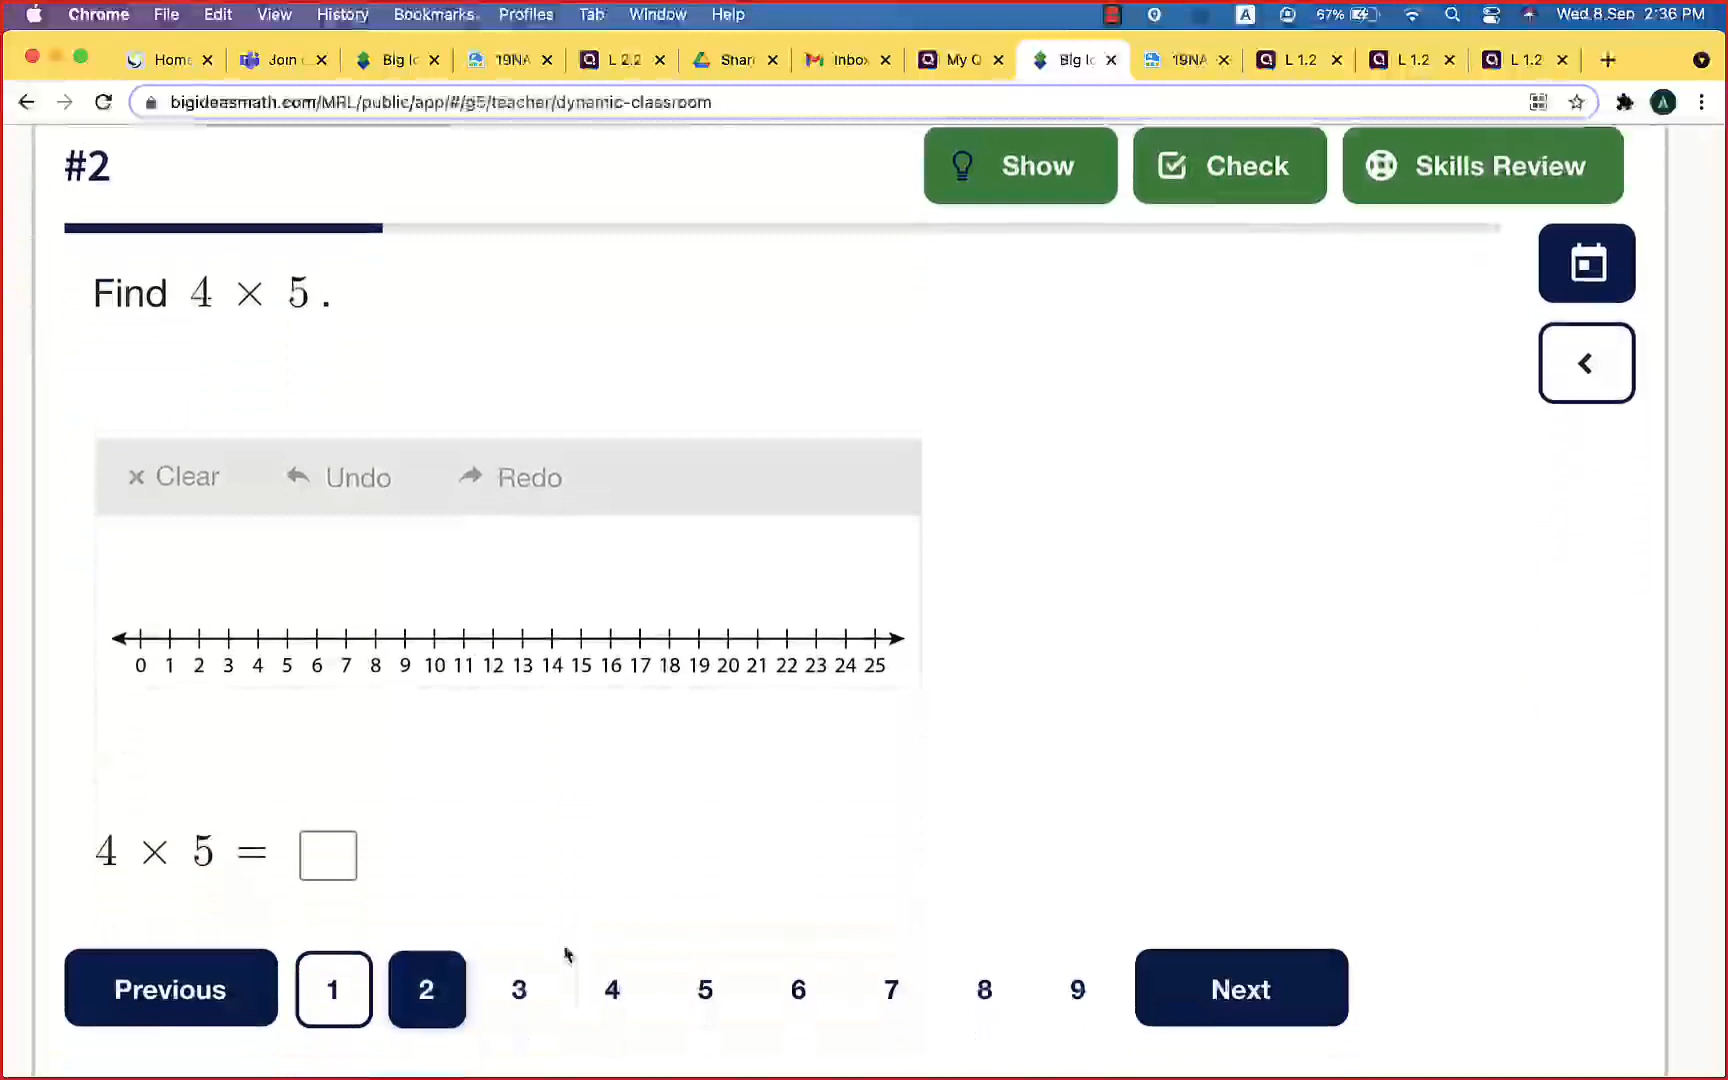 Chrome File Edit View History Bookmarks Profiles Tab Window Help A 67% Wed 8 Sep 2:36 PM
Home Join Big Ic 19NA L 2.2 Shar Inbox My Q Big Ic 19NA L 1.2 L 1.2 L 1.2
bigideasmath.com/MRL/public/app/#/g5/teacher/dynamic-classroom A
#2 Show Check Skills Review
Find 4 × 5 .
× Clear Undo Redo
0 1 2 3 4 5 6 7 8 9 10 11 12 13 14 15 16 17 18 19 20 21 22 23 24 25
4 × 5 =
Previous 1 2 3 4 5 6 7 8 9 Next